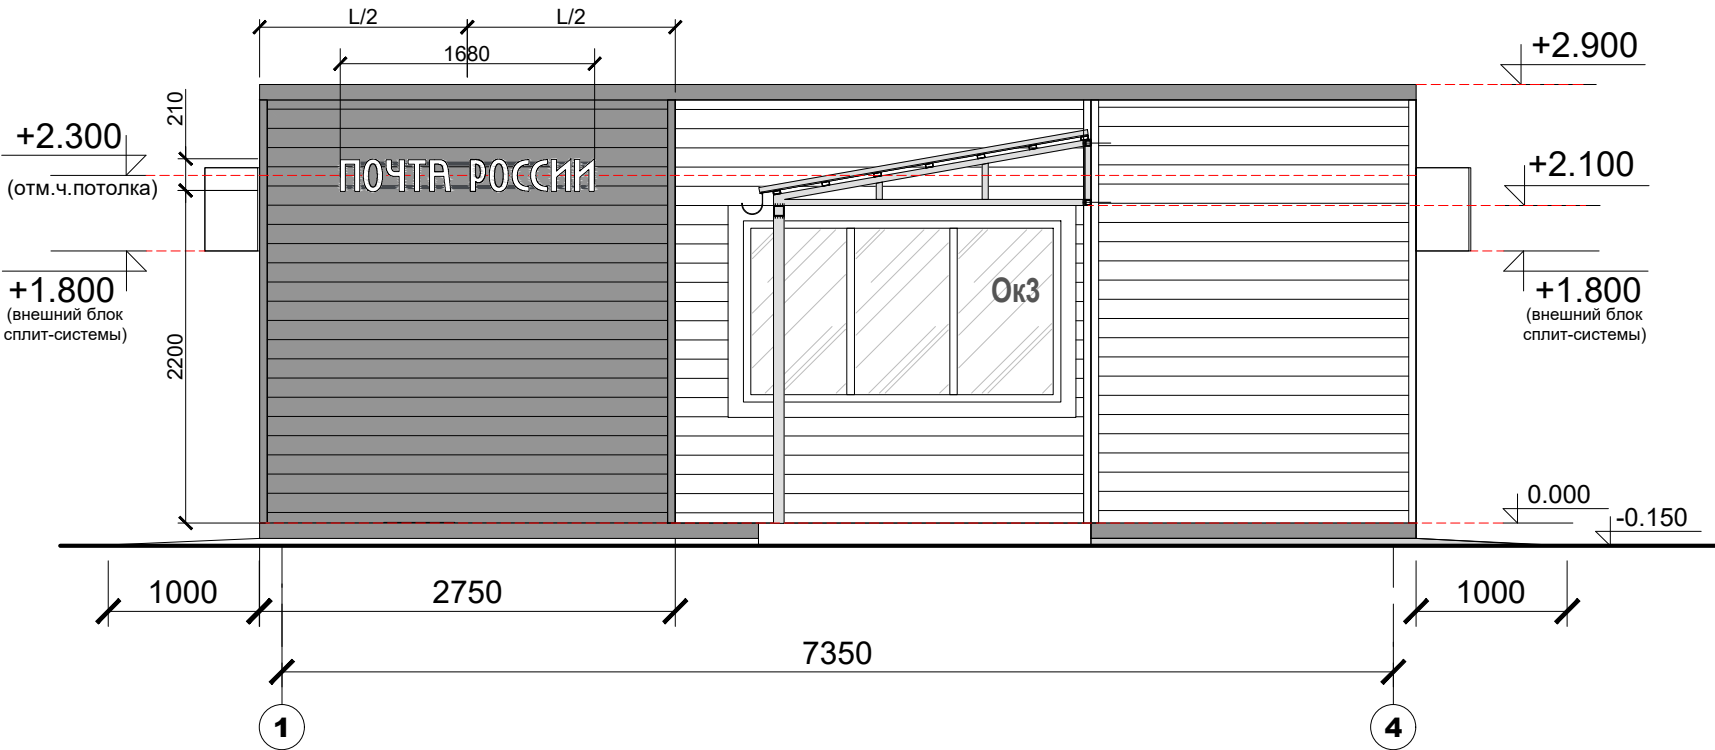 L/2
L/2
1680
+2.900
210
+2.300
(отм.ч.потолка)
ПОЧТА РОССИИ
+2.100
+1.800
(внешний блок
сплит-системы)
Ок3
+1.800
(внешний блок
сплит-системы)
2200
0.000
-0.150
1000
2750
1000
7350
1
4